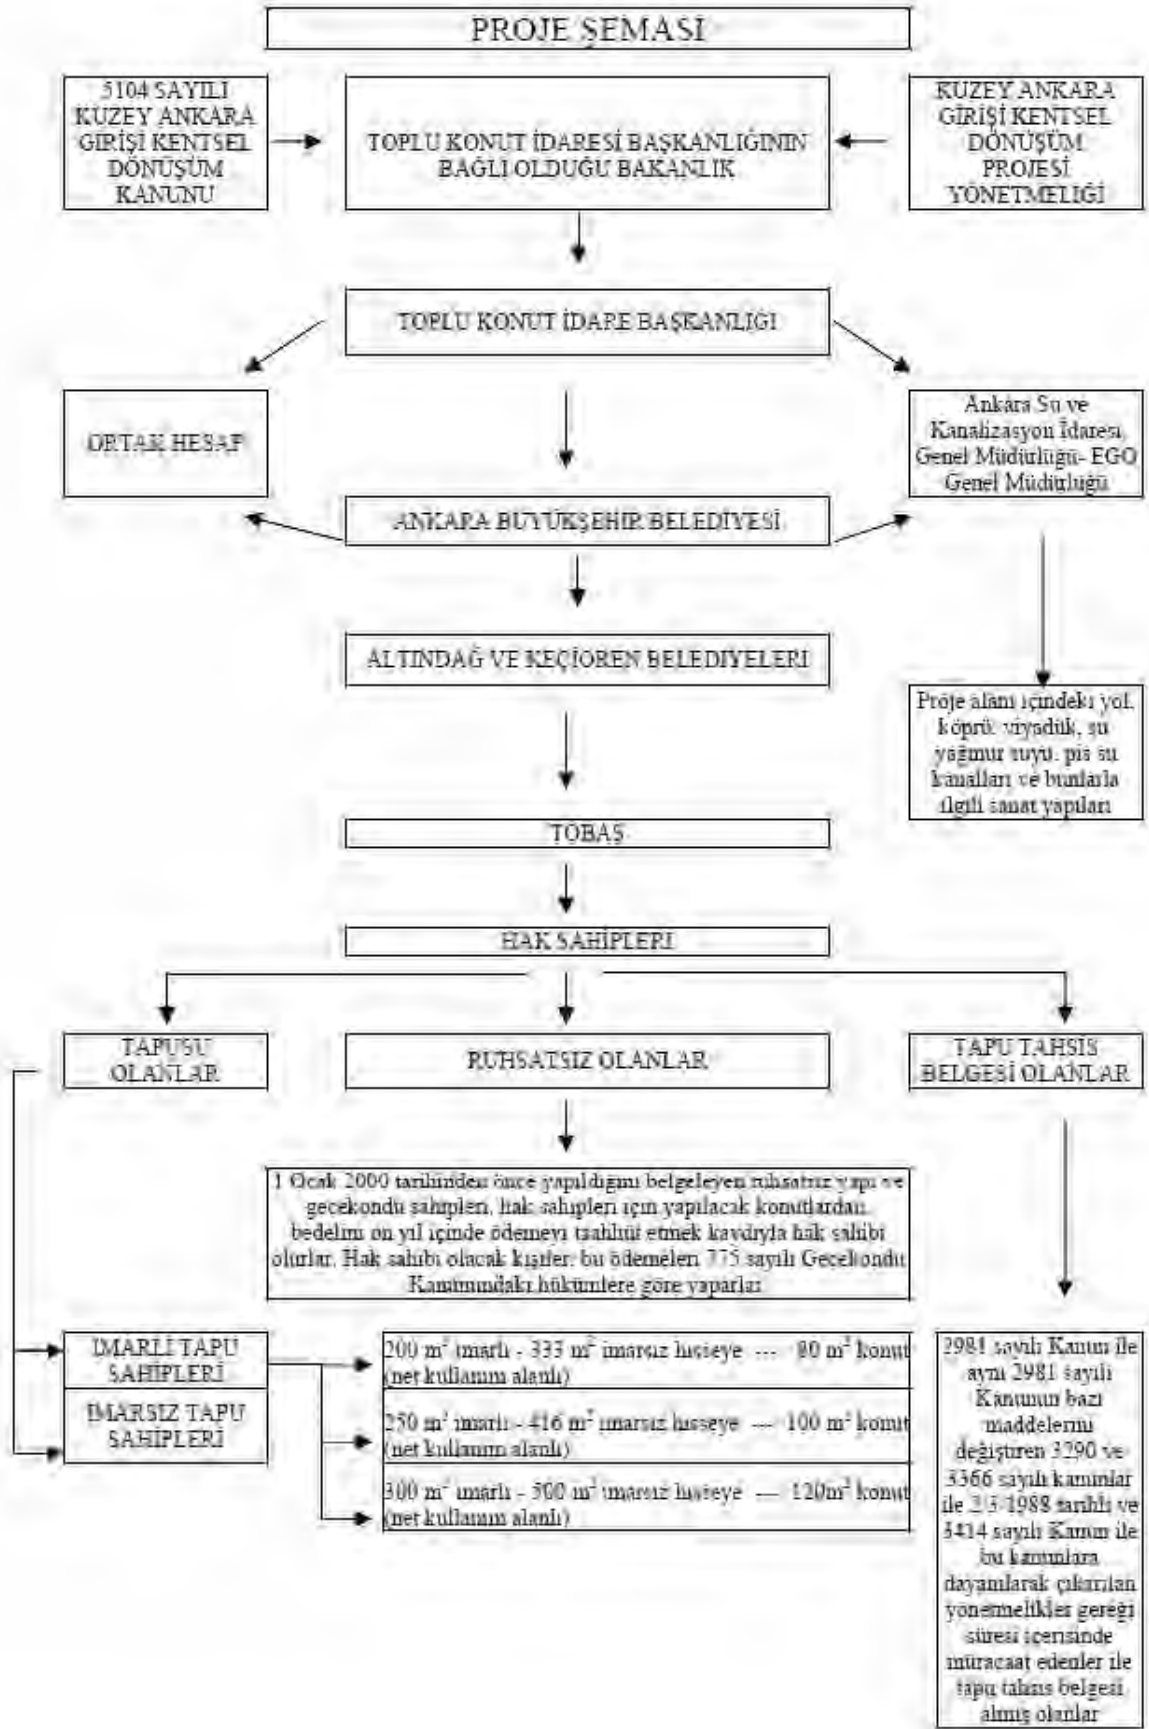 PROJE ŞEMASİ
5104 SAYILI
KUZEY ANKARA
GİRİŞİ KENTSEL
DÖNÜŞÜM
KANUNU
TOPLU KONUT İDARESİ BAŞKANLIĞININ
BAĞLI OLDUĞU BAKANLIK
KUZEY ANKARA
GİRİŞİ KENTSEL
DÖNÜŞÜM
PROJESİ
YÖNETMELİĞİ
TOPLU KONUT İDARE BAŞKANLIĞI
ORTAK HESAP
Ankara Su ve
Kanalizasyon İdaresi
Genel Müdürlüğü- EGO
Genel Müdürlüğü
ANKARA BÜYÜKŞEHİR BELEDİYESİ
ALTINDAĞ VE KEÇİÖREN BELEDİYELERİ
Proje alanı içindeki yol,
köprü, viyadük, su
yağmur suyu, pis su
kanalları ve bunlarla
ilgili sanat yapıları
TOBAŞ
HAK SAHİPLERİ
TAPUSU
OLANLAR
RUHSATSIZ OLANLAR
TAPU TAHSİS
BELGESİ OLANLAR
1 Ocak 2000 tarihinden önce yapıldığını belgeleyen ruhsatsız yapı ve
gecekondu sahipleri, hak sahipleri için yapılacak konutlardan,
bedelini on yıl içinde ödemeyi taahhüt etmek kaydıyla hak sahibi
olurlar. Hak sahibi olacak kişiler, bu ödemeleri 775 sayılı Gecekondu
Kanunundaki hükümlere göre yaparlar
IMARLI TAPU
SAHİPLERİ
IMARSIZ TAPU
SAHİPLERİ
200 m² imarlı - 333 m² imarsız hisseye --- 80 m² konut
(net kullanım alanlı)
250 m² imarlı - 416 m² imarsız hisseye --- 100 m² konut
(net kullanım alanlı)
300 m² imarlı - 500 m² imarsız hisseye --- 120m² konut
(net kullanım alanlı)
2981 sayılı Kanun ile
aynı 2981 sayılı
Kanunun bazı
maddelerini
değiştiren 3290 ve
3366 sayılı kanunlar
ile 2/3/1988 tarihli ve
3414 sayılı Kanun ile
bu kanunlara
dayanılarak çıkarılan
yönetmelikler gereği
süresi içerisinde
müracaat edenler ile
tapu tahsis belgesi
almış olanlar